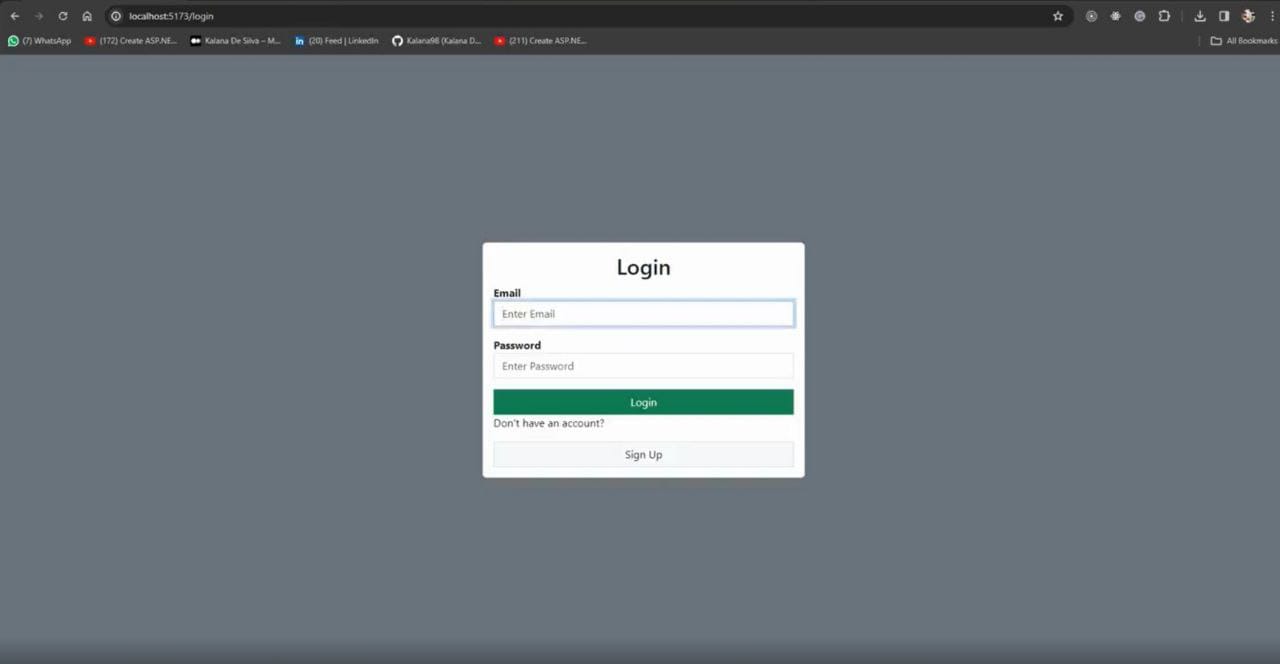 localhost:5173/login
(7) WhatsApp (172) Create ASP.NE... Kalana De Silva – M... (20) Feed | LinkedIn Kalana98 (Kalana D... (211) Create ASP.NE... All Bookmarks
Login
Email
Enter Email
Password
Enter Password
Login
Don't have an account?
Sign Up